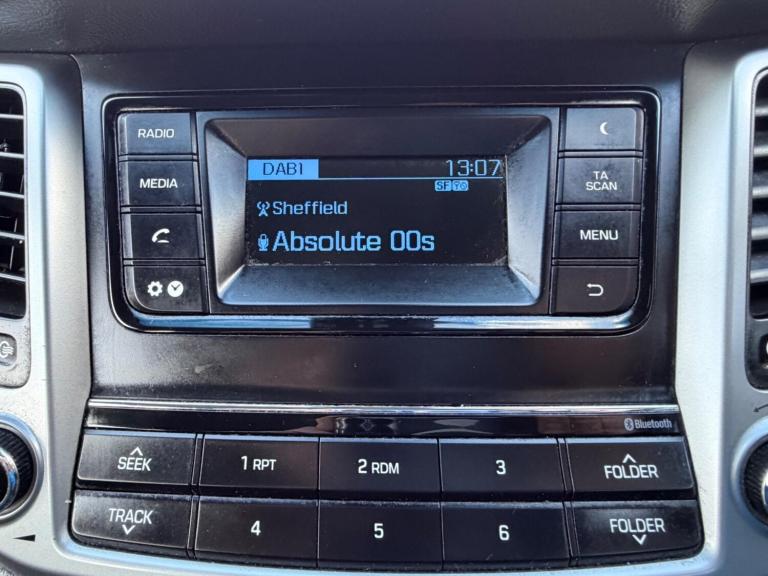 RADIO
MEDIA
DAB1 13:07
SF
Sheffield
Absolute 00s
TA
SCAN
MENU
Bluetooth
SEEK
1 RPT
2 RDM
3
FOLDER
TRACK
4
5
6
FOLDER